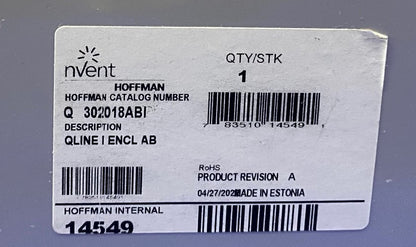 nvent
HOFFMAN
HOFFMAN CATALOG NUMBER
Q 302018ABI
DESCRIPTION
QLINE I ENCL AB
QTY/STK
1
7 83510 14549
RoHS
PRODUCT REVISION A
MADE IN ESTONIA
HOFFMAN INTERNAL
14549